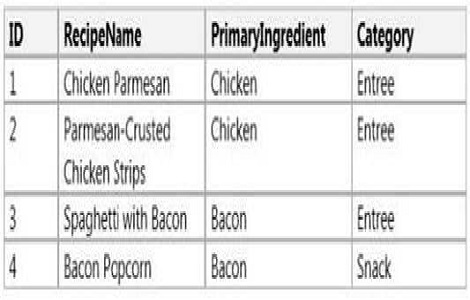 ID RecipeName PrimaryIngredient Category
1 Chicken Parmesan Chicken Entree
2 Parmesan-Crusted Chicken Entree
Chicken Strips
3 Spaghetti with Bacon Bacon Entree
4 Bacon Popcorn Bacon Snack